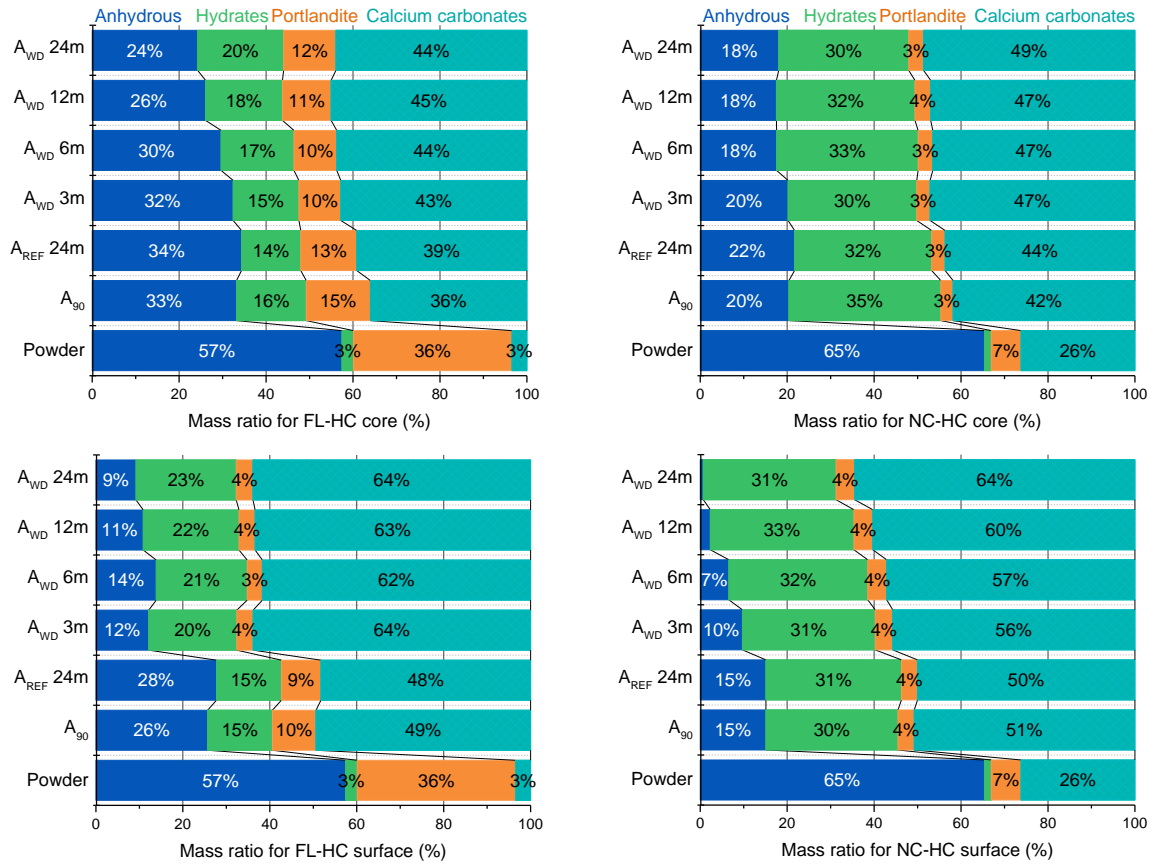 Anhydrous Hydrates Portlandite Calcium carbonates
A_WD 24m 24% 20% 12% 44%
A_WD 12m 26% 18% 11% 45%
A_WD 6m 30% 17% 10% 44%
A_WD 3m 32% 15% 10% 43%
A_REF 24m 34% 14% 13% 39%
A_90 33% 16% 15% 36%
Powder 57% 3% 36% 3%
0 20 40 60 80 100
Mass ratio for FL-HC core (%)
Anhydrous Hydrates Portlandite Calcium carbonates
A_WD 24m 18% 30% 3% 49%
A_WD 12m 18% 32% 4% 47%
A_WD 6m 18% 33% 3% 47%
A_WD 3m 20% 30% 3% 47%
A_REF 24m 22% 32% 3% 44%
A_90 20% 35% 3% 42%
Powder 65% 7% 26%
0 20 40 60 80 100
Mass ratio for NC-HC core (%)
A_WD 24m 9% 23% 4% 64%
A_WD 12m 11% 22% 4% 63%
A_WD 6m 14% 21% 3% 62%
A_WD 3m 12% 20% 4% 64%
A_REF 24m 28% 15% 9% 48%
A_90 26% 15% 10% 49%
Powder 57% 3% 36% 3%
0 20 40 60 80 100
Mass ratio for FL-HC surface (%)
A_WD 24m 31% 4% 64%
A_WD 12m 33% 4% 60%
A_WD 6m 7% 32% 4% 57%
A_WD 3m 10% 31% 4% 56%
A_REF 24m 15% 31% 4% 50%
A_90 15% 30% 4% 51%
Powder 65% 7% 26%
0 20 40 60 80 100
Mass ratio for NC-HC surface (%)